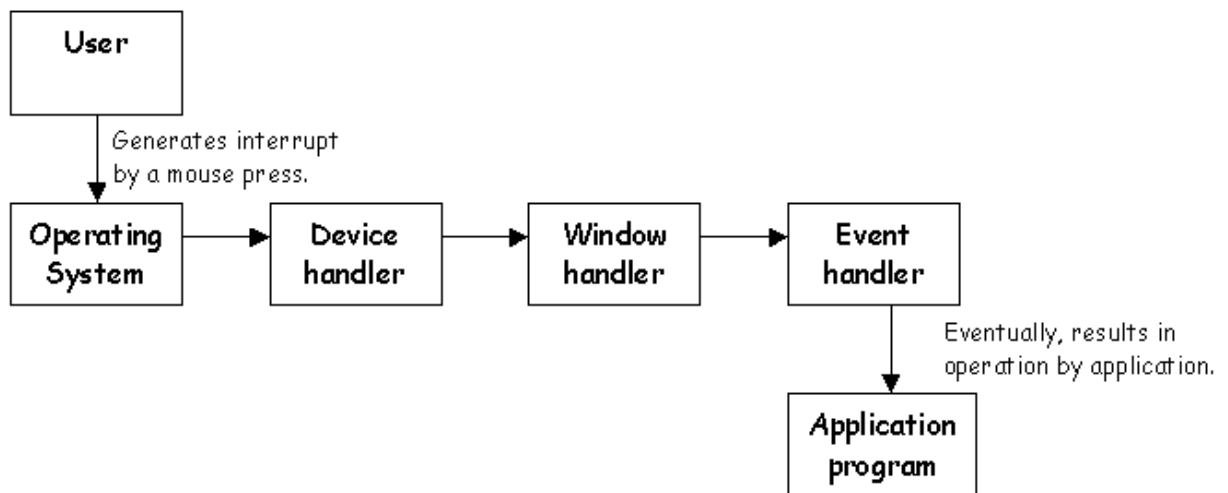 User
Generates interrupt
by a mouse press.
Operating
System
Device
handler
Window
handler
Event
handler
Eventually, results in
operation by application.
Application
program